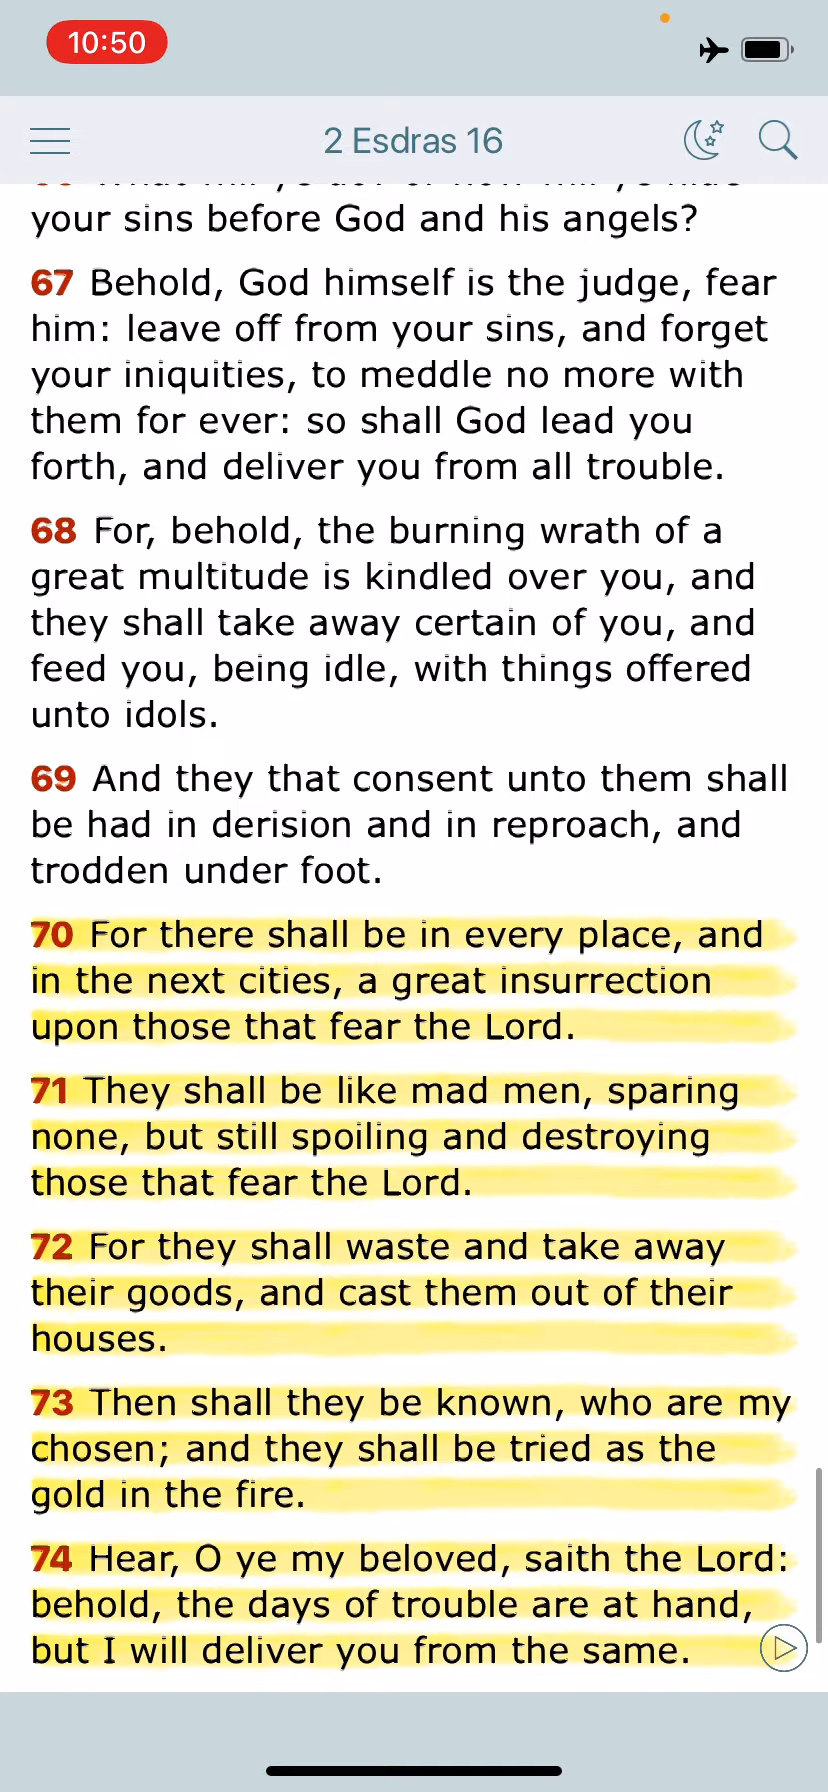 10:50
2 Esdras 16
your sins before God and his angels?
67 Behold, God himself is the judge, fear
him: leave off from your sins, and forget
your iniquities, to meddle no more with
them for ever: so shall God lead you
forth, and deliver you from all trouble.
68 For, behold, the burning wrath of a
great multitude is kindled over you, and
they shall take away certain of you, and
feed you, being idle, with things offered
unto idols.
69 And they that consent unto them shall
be had in derision and in reproach, and
trodden under foot.
70 For there shall be in every place, and
in the next cities, a great insurrection
upon those that fear the Lord.
71 They shall be like mad men, sparing
none, but still spoiling and destroying
those that fear the Lord.
72 For they shall waste and take away
their goods, and cast them out of their
houses.
73 Then shall they be known, who are my
chosen; and they shall be tried as the
gold in the fire.
74 Hear, O ye my beloved, saith the Lord:
behold, the days of trouble are at hand,
but I will deliver you from the same.